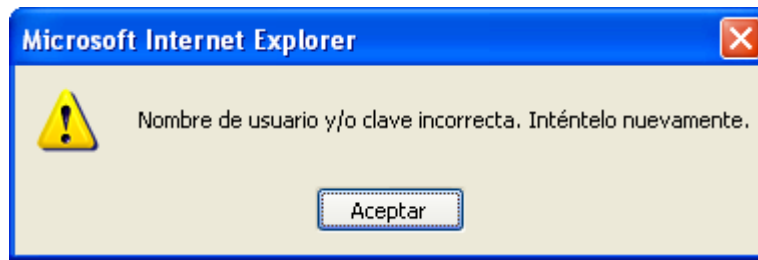 Microsoft Internet Explorer
Nombre de usuario y/o clave incorrecta. Inténtelo nuevamente.
Aceptar